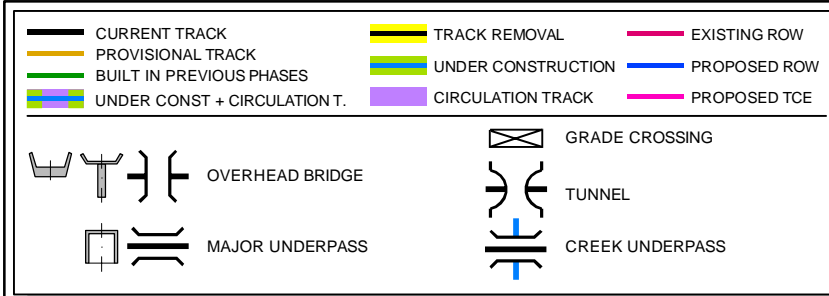 CURRENT TRACK
PROVISIONAL TRACK
BUILT IN PREVIOUS PHASES
UNDER CONST + CIRCULATION T.
TRACK REMOVAL
UNDER CONSTRUCTION
CIRCULATION TRACK
EXISTING ROW
PROPOSED ROW
PROPOSED TCE
OVERHEAD BRIDGE
MAJOR UNDERPASS
GRADE CROSSING
TUNNEL
CREEK UNDERPASS